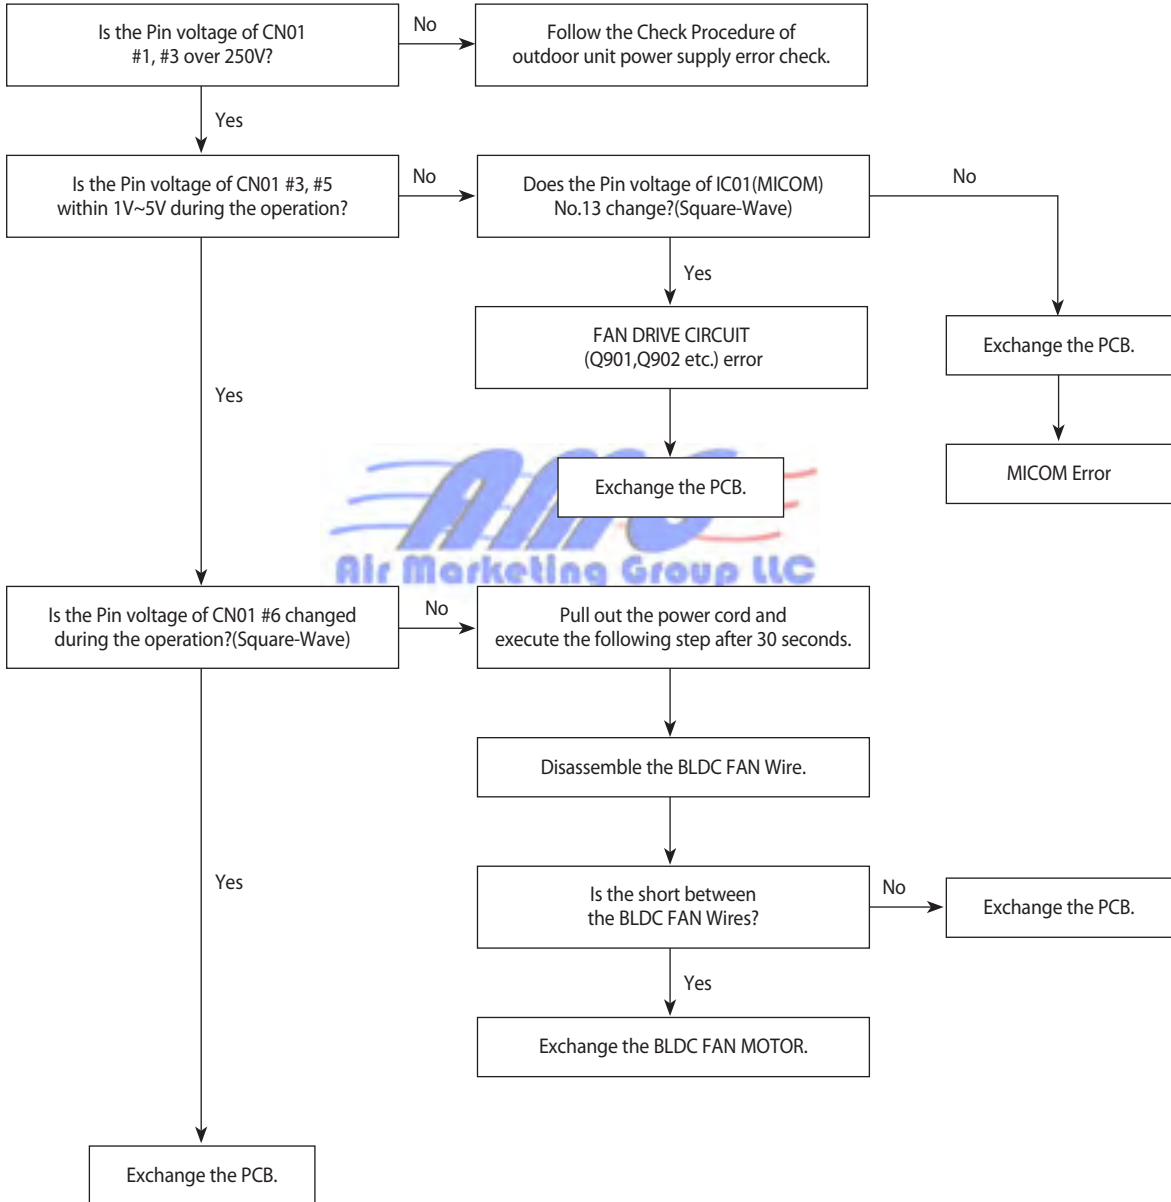 Is the Pin voltage of CN01
#1, #3 over 250V?
No
Follow the Check Procedure of
outdoor unit power supply error check.
Yes
Is the Pin voltage of CN01 #3, #5
within 1V~5V during the operation?
No
Does the Pin voltage of IC01(MICOM)
No.13 change?(Square-Wave)
No
Yes
FAN DRIVE CIRCUIT
(Q901,Q902 etc.) error
Exchange the PCB.
Yes
Exchange the PCB.
MICOM Error
AMG
Air Marketing Group LLC
Is the Pin voltage of CN01 #6 changed
during the operation?(Square-Wave)
No
Pull out the power cord and
execute the following step after 30 seconds.
Disassemble the BLDC FAN Wire.
Yes
Is the short between
the BLDC FAN Wires?
No
Exchange the PCB.
Yes
Exchange the BLDC FAN MOTOR.
Exchange the PCB.